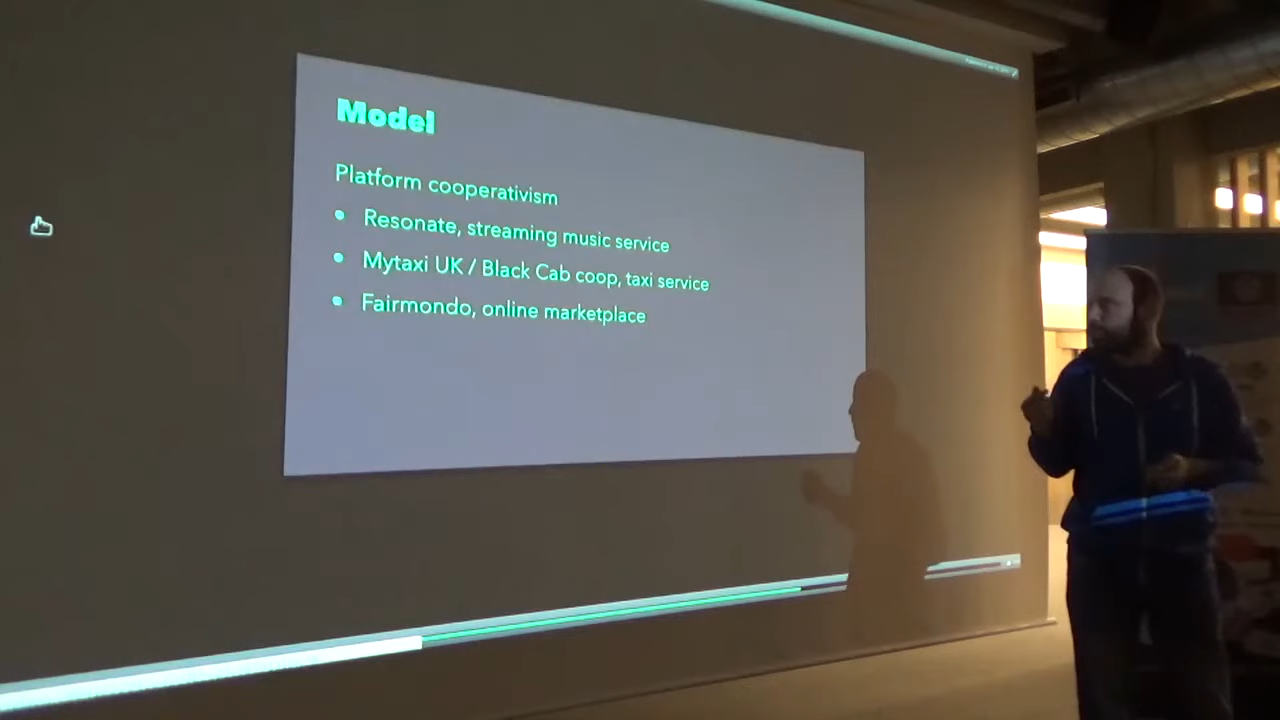 Model
Platform cooperativism
Resonate, streaming music service
Mytaxi UK / Black Cab coop, taxi service
Fairmondo, online marketplace